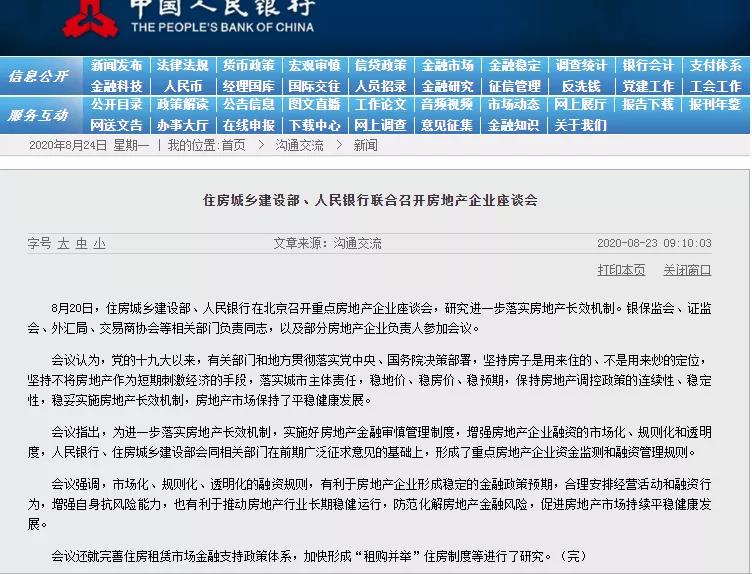 中国人民银行
THE PEOPLE'S BANK OF CHINA
信息公开
新闻发布 法律法规 货币政策 宏观审慎 信贷政策 金融市场 金融稳定 调查统计 银行会计 支付体系
金融科技 人民币 经理国库 国际交往 人员招录 金融研究 征信管理 反洗钱 党建工作 工会工作
服务互动
公开目录 政策解读 公告信息 图文直播 工作论文 音频视频 市场动态 网上展厅 报告下载 报刊年鉴
网送文告 办事大厅 在线申报 下载中心 网上调查 意见征集 金融知识 关于我们
2020年8月24日 星期一 | 我的位置:首页 > 沟通交流 > 新闻
住房城乡建设部、人民银行联合召开房地产企业座谈会
字号 大 中 小 文章来源：沟通交流 2020-08-23 09:10:03
打印本页 关闭窗口
8月20日，住房城乡建设部、人民银行在北京召开重点房地产企业座谈会，研究进一步落实房地产长效机制。银保监会、证监
会、外汇局、交易商协会等相关部门负责同志，以及部分房地产企业负责人参加会议。
会议认为，党的十九大以来，有关部门和地方贯彻落实党中央、国务院决策部署，坚持房子是用来住的、不是用来炒的定位，
坚持不将房地产作为短期刺激经济的手段，落实城市主体责任，稳地价、稳房价、稳预期，保持房地产调控政策的连续性、稳定
性，稳妥实施房地产长效机制，房地产市场保持了平稳健康发展。
会议指出，为进一步落实房地产长效机制，实施好房地产金融审慎管理制度，增强房地产企业融资的市场化、规则化和透明
度，人民银行、住房城乡建设部会同相关部门在前期广泛征求意见的基础上，形成了重点房地产企业资金监测和融资管理规则。
会议强调，市场化、规则化、透明化的融资规则，有利于房地产企业形成稳定的金融政策预期，合理安排经营活动和融资行
为，增强自身抗风险能力，也有利于推动房地产行业长期稳健运行，防范化解房地产金融风险，促进房地产市场持续平稳健康发
展。
会议还就完善住房租赁市场金融支持政策体系，加快形成“租购并举”住房制度等进行了研究。（完）